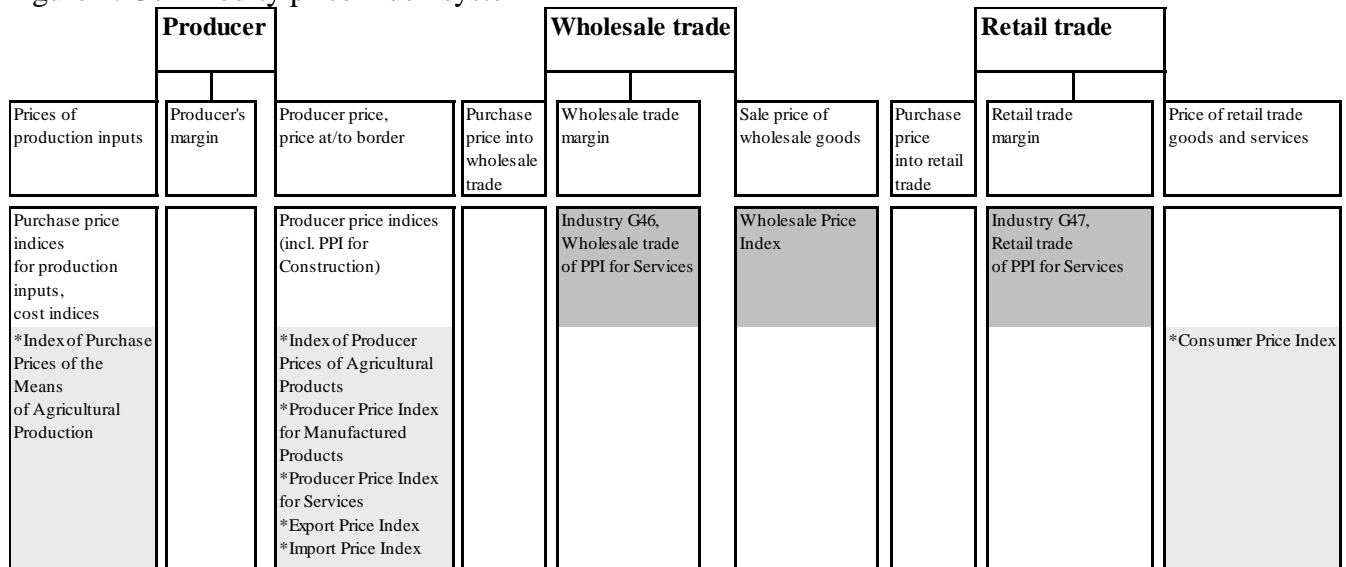 Producer
Wholesale trade
Retail trade
Prices of
production inputs
Producer's
margin
Producer price,
price at/to border
Purchase
price into
wholesale
trade
Wholesale trade
margin
Sale price of
wholesale goods
Purchase
price
into retail
trade
Retail trade
margin
Price of retail trade
goods and services
Purchase price
indices
for production
inputs,
cost indices
Producer price indices
(incl. PPI for
Construction)
Industry G46,
Wholesale trade
of PPI for Services
Wholesale Price
Index
Industry G47,
Retail trade
of PPI for Services
*Index of Purchase
Prices of the
Means
of Agricultural
Production
*Index of Producer
Prices of Agricultural
Products
*Producer Price Index
for Manufactured
Products
*Producer Price Index
for Services
*Export Price Index
*Import Price Index
*Consumer Price Index